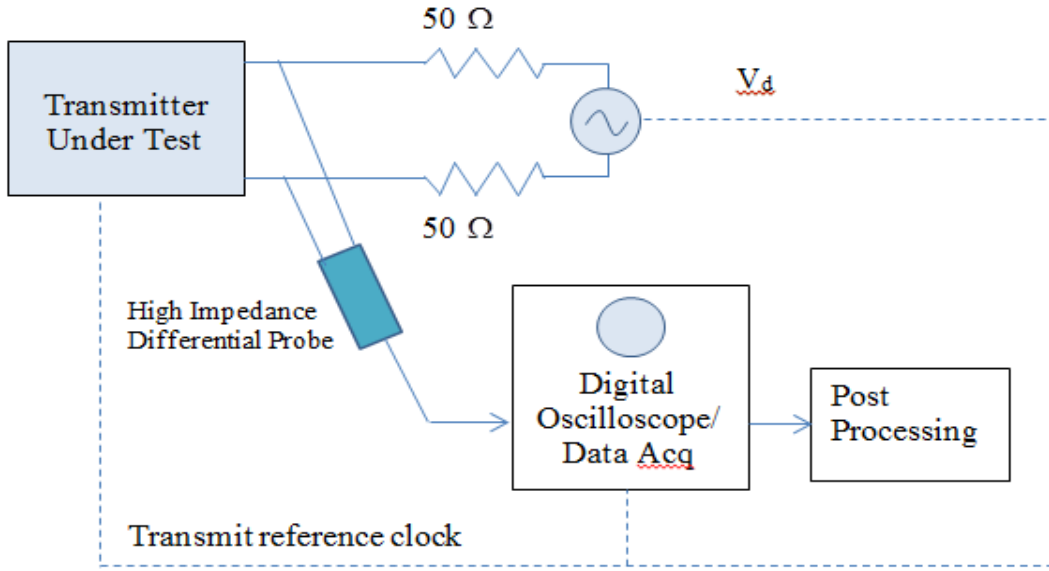 50 Ω
Transmitter
Under Test
Vd
50 Ω
High Impedance
Differential Probe
Digital
Oscilloscope/
Data Acq
Post
Processing
Transmit reference clock